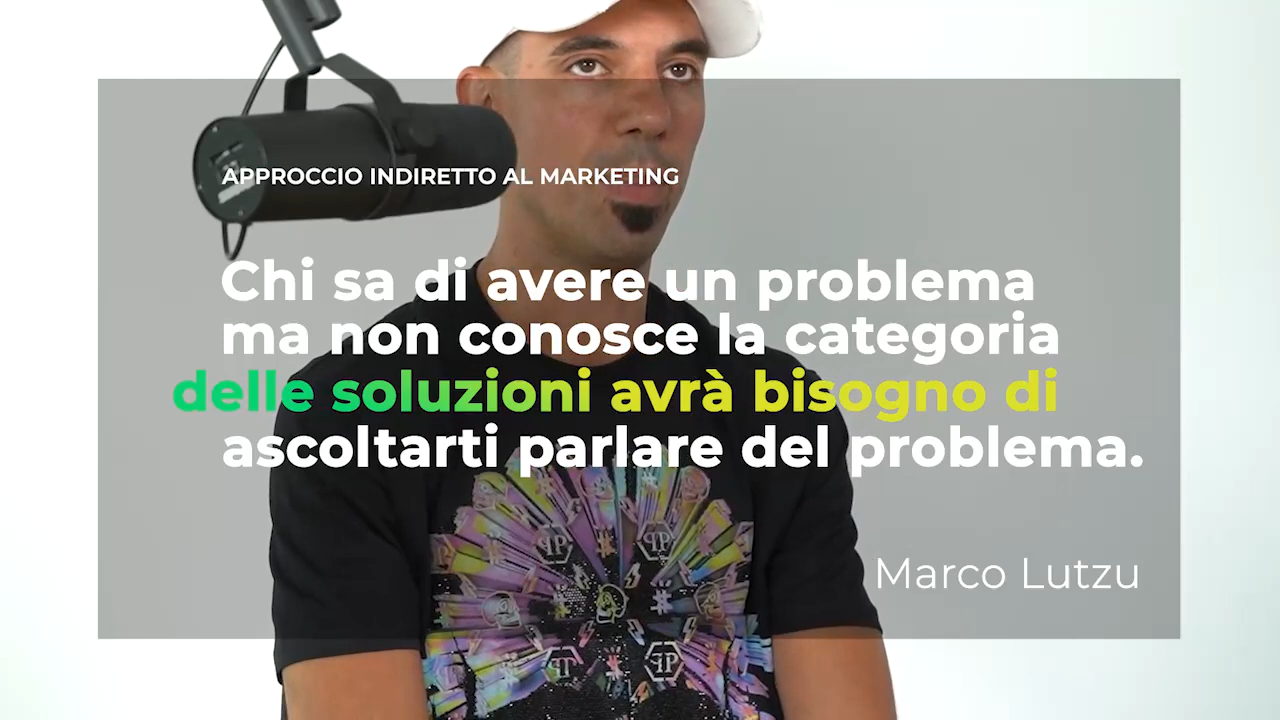 APPROCCIO INDIRETTO AL MARKETING
Chi sa di avere un problema
ma non conosce la categoria
delle soluzioni avrà bisogno di
ascoltarti parlare del problema.
Marco Lutzu